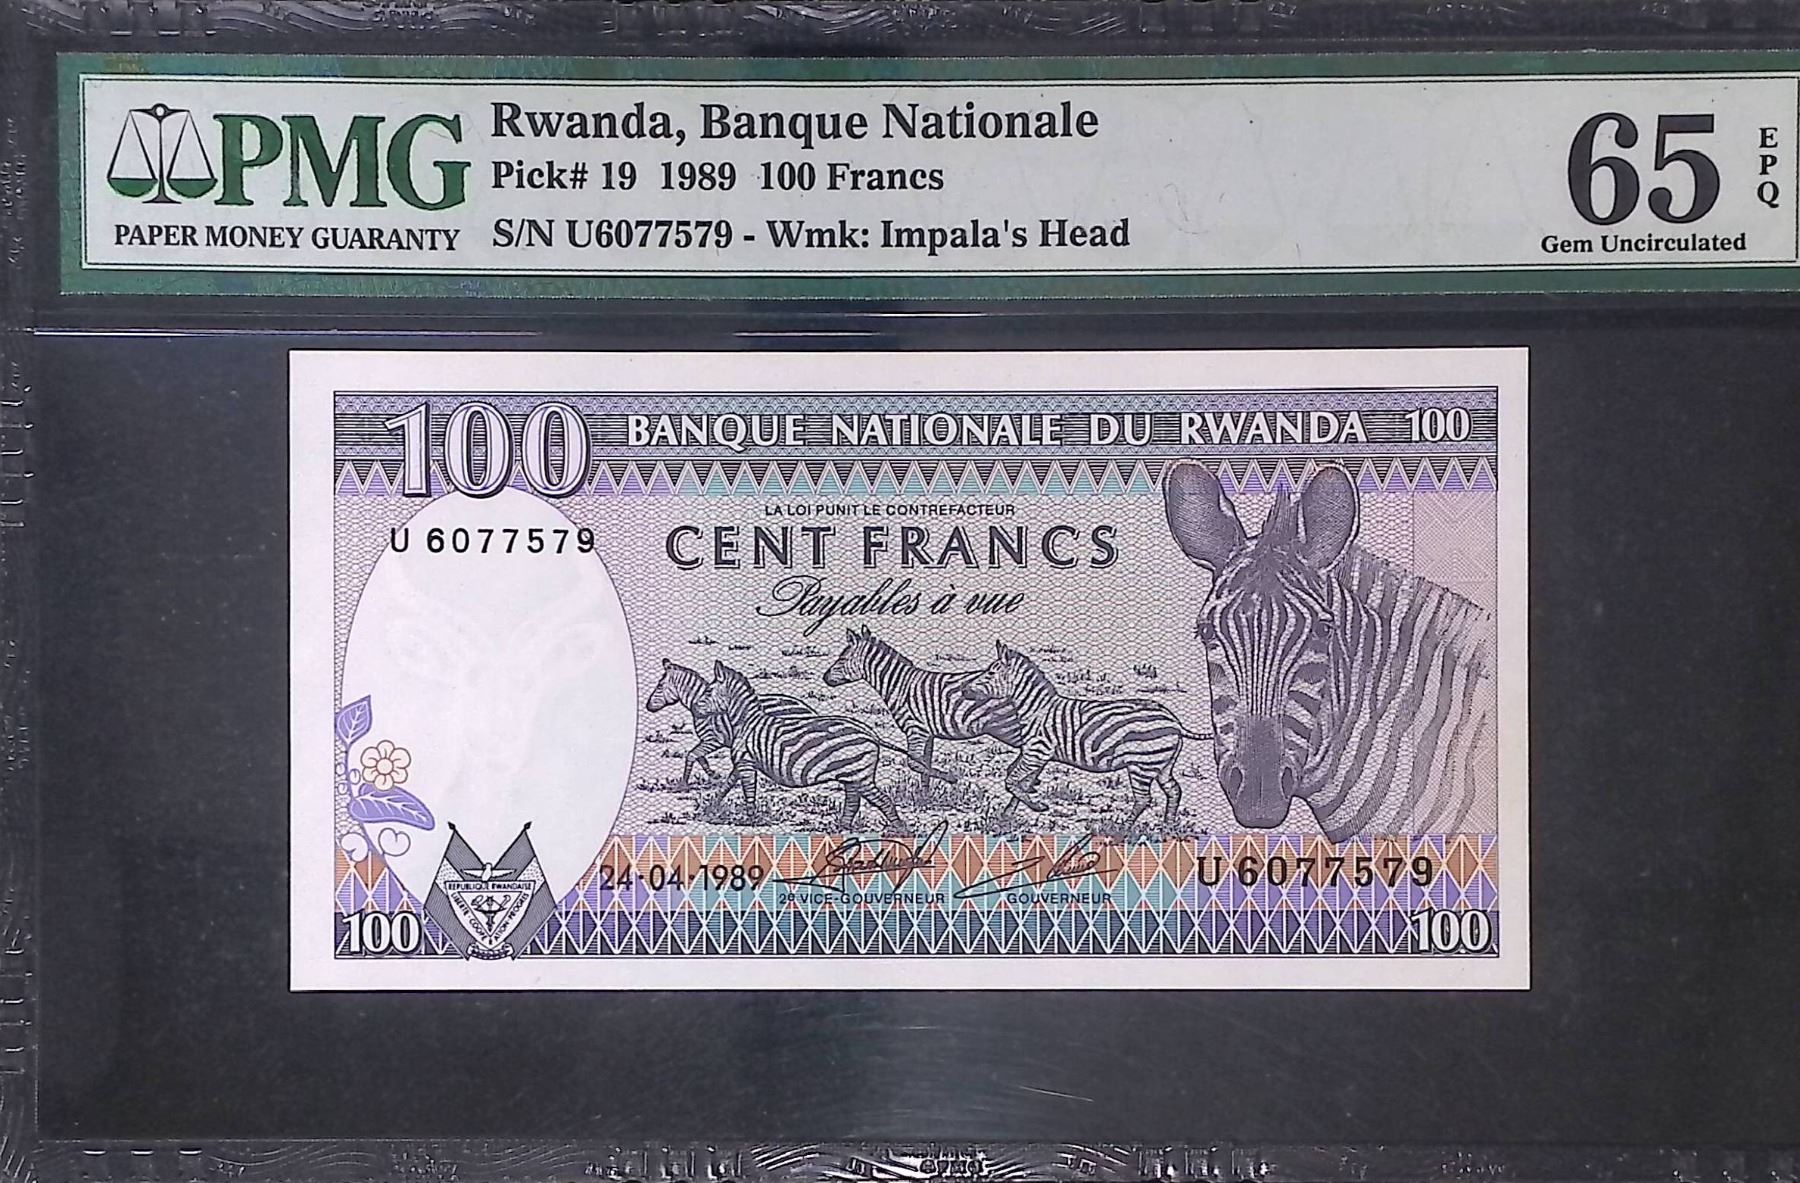 PMG
PAPER MONEY GUARANTY
Rwanda, Banque Nationale
Pick# 19 1989 100 Francs
S/N U6077579 - Wmk: Impala's Head
65
EPQ
Gem Uncirculated
100 BANQUE NATIONALE DU RWANDA 100
LA LOI PUNIT LE CONTREFACTEUR
U 6077579
CENT FRANCS
Payables à vue
24·04·1989
2e VICE-GOUVERNEUR
GOUVERNEUR
U 6077579
REPUBLIQUE RWANDAISE
100
100